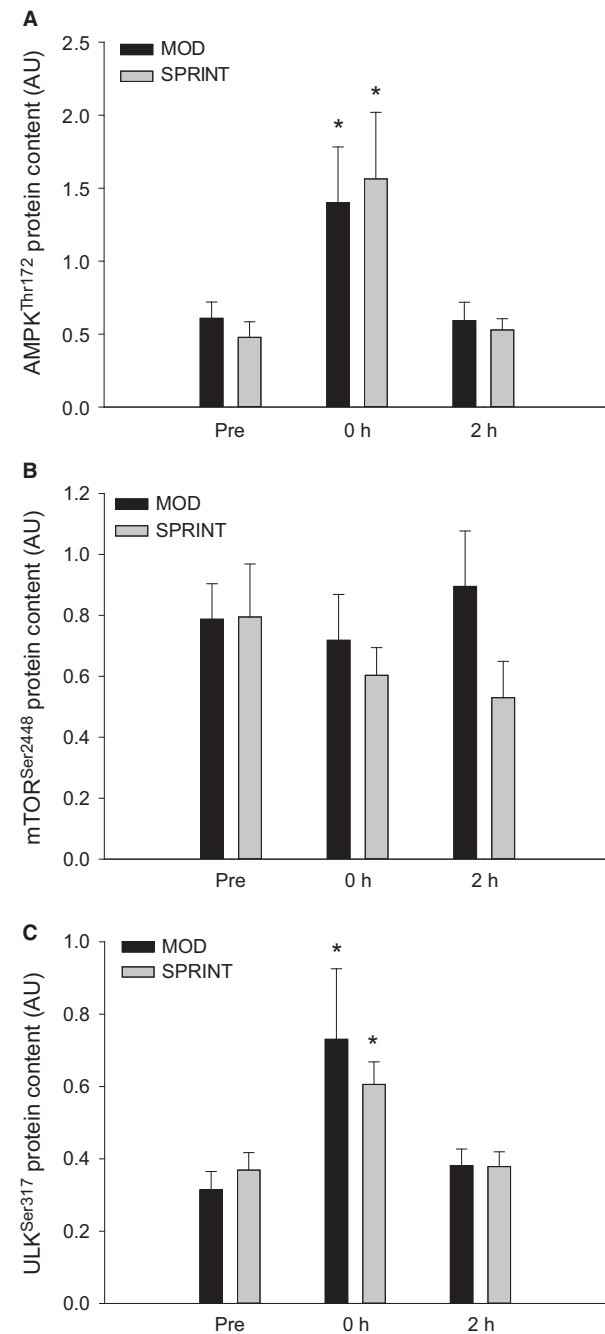 A
AMPKThr172 protein content (AU)
2.5
2.0
1.5
1.0
0.5
0.0
MOD
SPRINT
*
*
Pre 0 h 2 h
B
mTORSer2448 protein content (AU)
1.2
1.0
0.8
0.6
0.4
0.2
0.0
MOD
SPRINT
Pre 0 h 2 h
C
ULKSer317 protein content (AU)
1.0
0.8
0.6
0.4
0.2
0.0
MOD
SPRINT
*
*
Pre 0 h 2 h